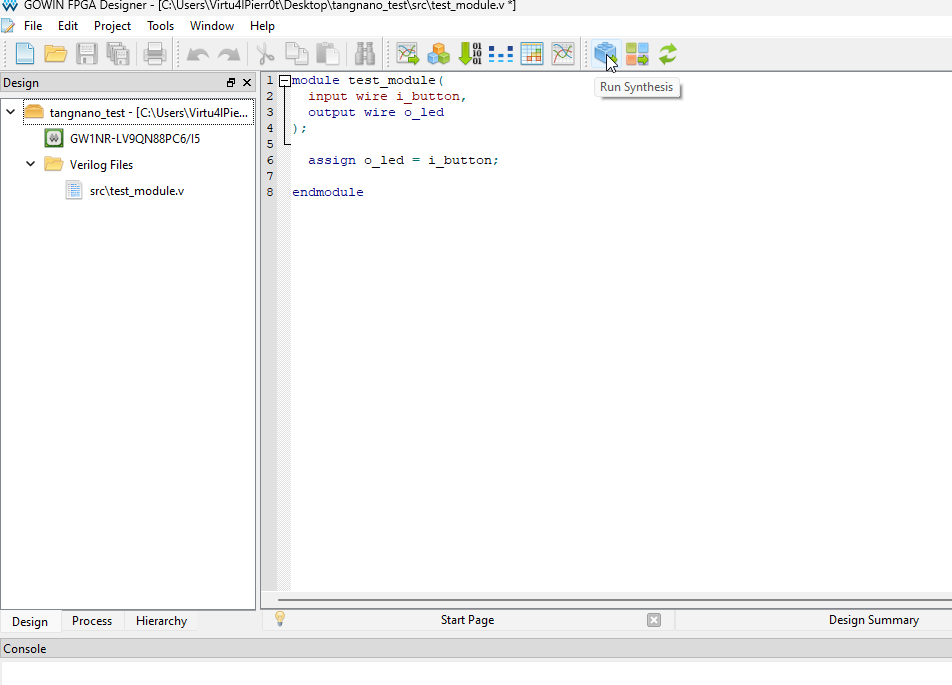 GOWIN FPGA Designer - [C:\Users\Virtu4lPierr0t\Desktop\tangnano_test\src\test_module.v *]
File Edit Project Tools Window Help
Design
Run Synthesis
tangnano_test - [C:\Users\Virtu4lPie...
GW1NR-LV9QN88PC6/I5
Verilog Files
src\test_module.v
1 module test_module(
2 input wire i_button,
3 output wire o_led
4 );
5
6 assign o_led = i_button;
7
8 endmodule
Design Process Hierarchy
Start Page
Design Summary
Console